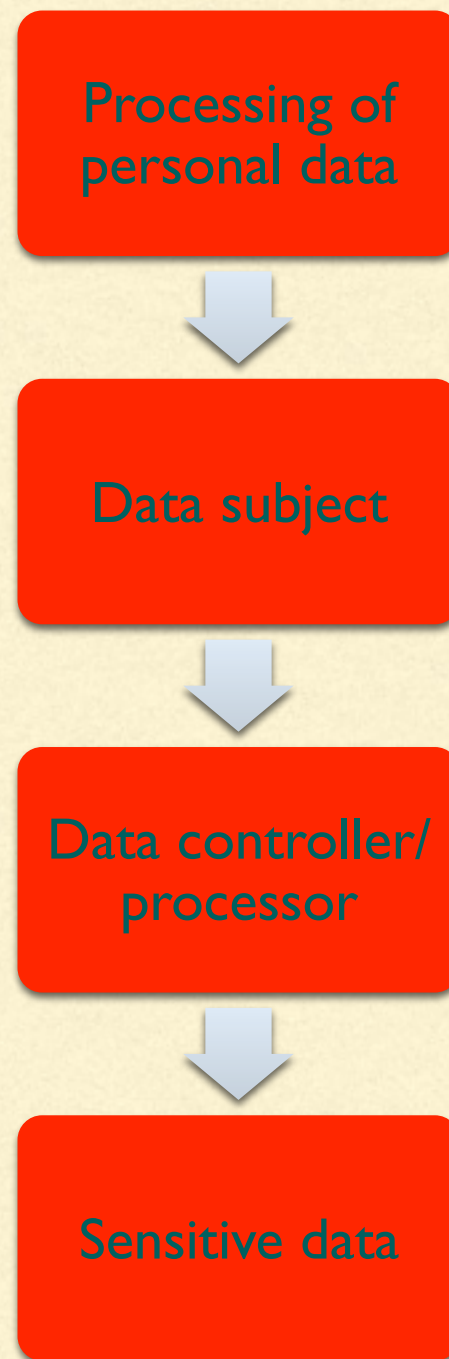 Processing of
personal data
Data subject
Data controller/
processor
Sensitive data